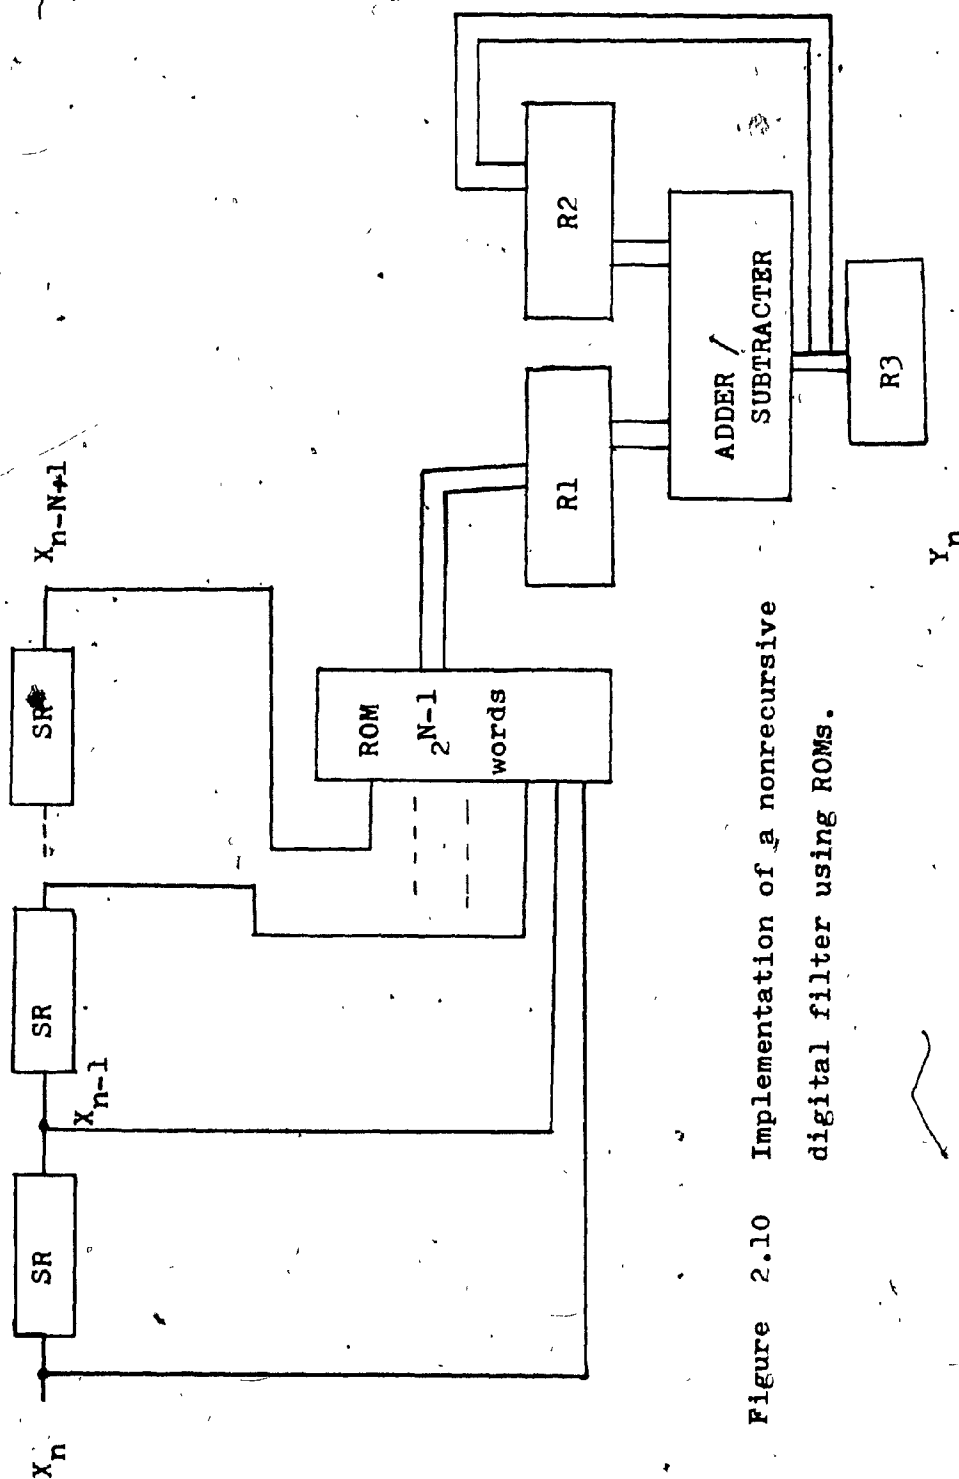 X_n
SR
X_{n-1}
SR
SR
X_{n-N+1}
ROM
2^{N-1}
words
R1
R2
ADDER /
SUBTRACTER
R3
Y_n
Figure 2.10 Implementation of a nonrecursive
digital filter using ROMs.